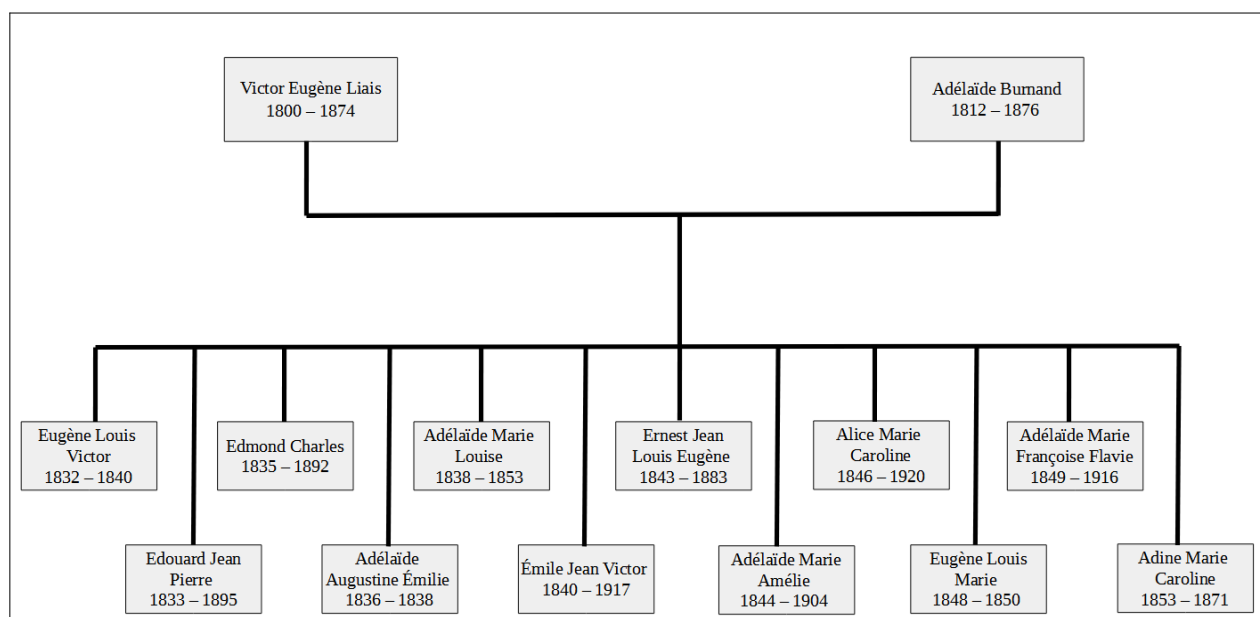 Victor Eugène Liais
1800 – 1874
Adélaïde Burnand
1812 – 1876
Eugène Louis
Victor
1832 – 1840
Edmond Charles
1835 – 1892
Adélaïde Marie
Louise
1838 – 1853
Ernest Jean
Louis Eugène
1843 – 1883
Alice Marie
Caroline
1846 – 1920
Adélaïde Marie
Françoise Flavie
1849 – 1916
Edouard Jean
Pierre
1833 – 1895
Adélaïde
Augustine Émilie
1836 – 1838
Émile Jean Victor
1840 – 1917
Adélaïde Marie
Amélie
1844 – 1904
Eugène Louis
Marie
1848 – 1850
Adine Marie
Caroline
1853 – 1871